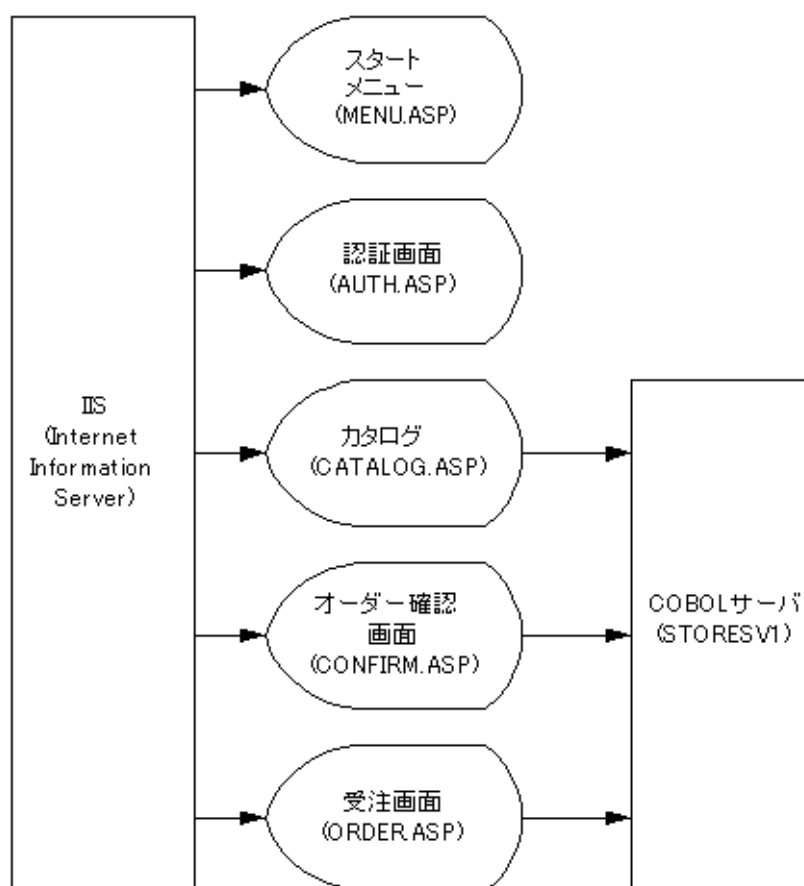 スタート
メニュー
(MENU.ASP)
認証画面
(AUTH.ASP)
IIS
(Internet
Information
Server)
カタログ
(CATALOG.ASP)
オーダー確認
画面
(CONFIRM.ASP)
COBOLサーバ
(STORESV1)
受注画面
(ORDER.ASP)